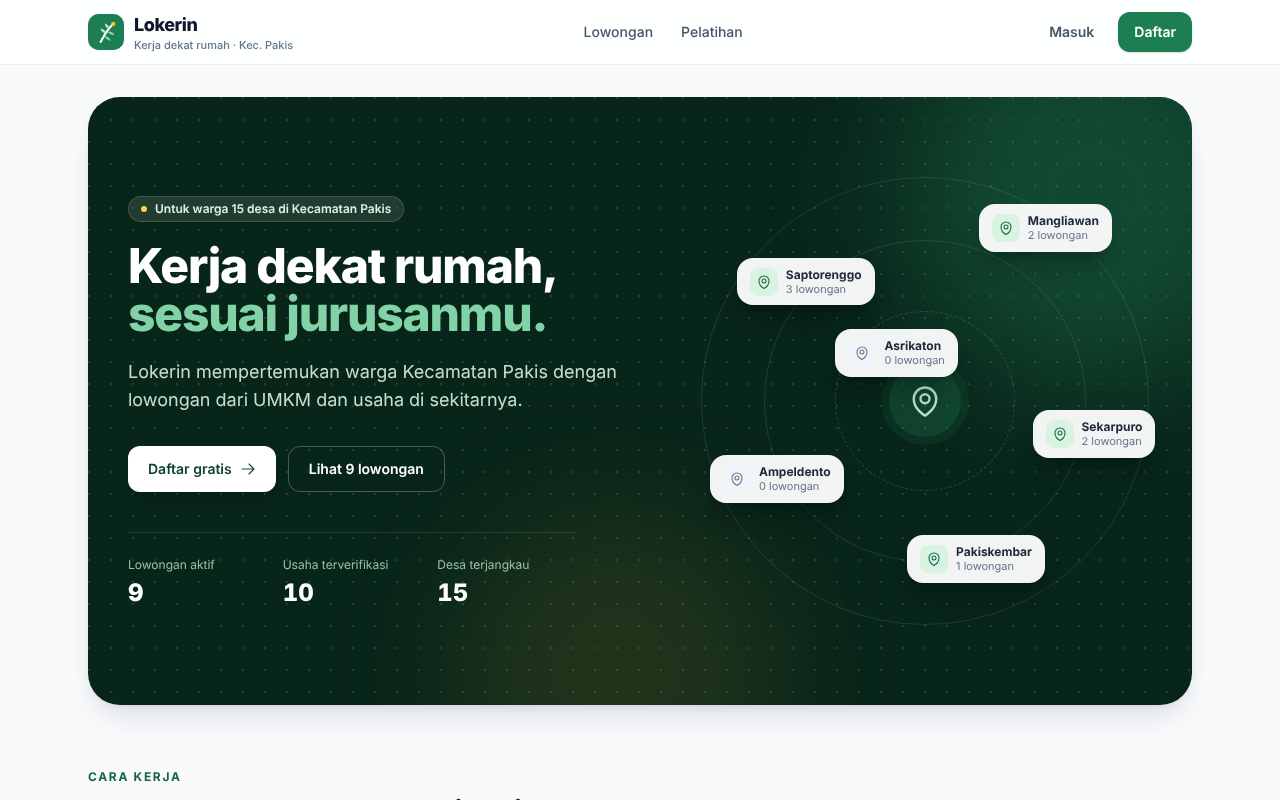 Lokerin
Kerja dekat rumah · Kec. Pakis
Lowongan
Pelatihan
Masuk
Daftar
Untuk warga 15 desa di Kecamatan Pakis
Kerja dekat rumah,
sesuai jurusanmu.
Lokerin mempertemukan warga Kecamatan Pakis dengan
lowongan dari UMKM dan usaha di sekitarnya.
Daftar gratis
Lihat 9 lowongan
Lowongan aktif
9
Usaha terverifikasi
10
Desa terjangkau
15
Mangliawan
2 lowongan
Saptorenggo
3 lowongan
Asrikaton
0 lowongan
Sekarpuro
2 lowongan
Ampeldento
0 lowongan
Pakiskembar
1 lowongan
CARA KERJA